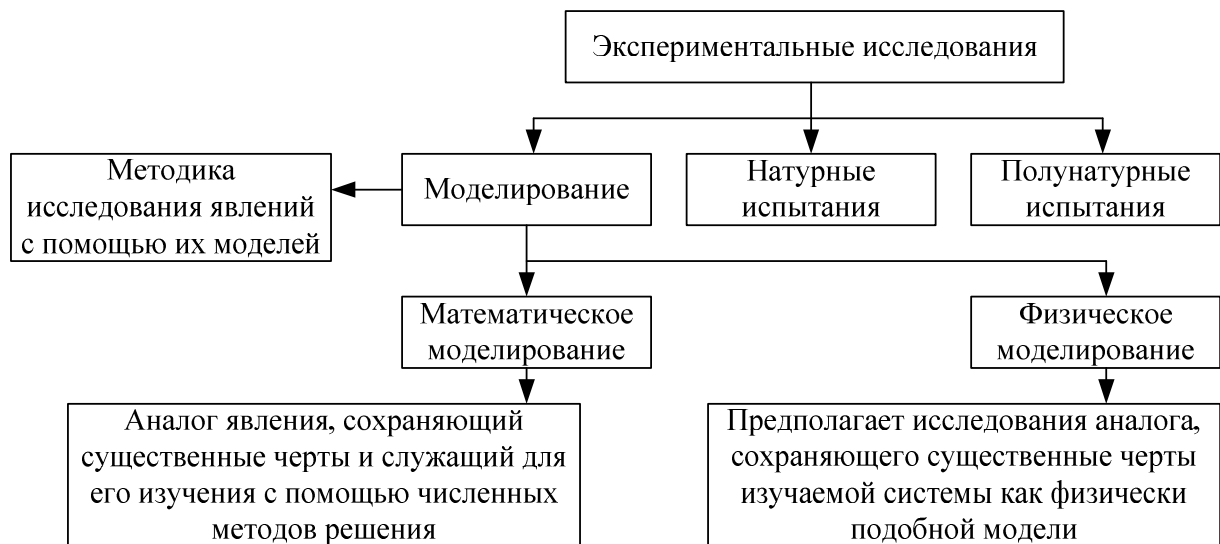 Экспериментальные исследования
Методика
исследования явлений
с помощью их моделей
Моделирование
Натурные
испытания
Полунатурные
испытания
Математическое
моделирование
Физическое
моделирование
Аналог явления, сохраняющий
существенные черты и служащий для
его изучения с помощью численных
методов решения
Предполагает исследования аналога,
сохраняющего существенные черты
изучаемой системы как физически
подобной модели